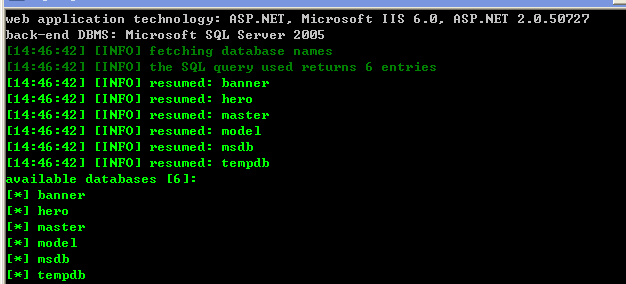 web application technology: ASP.NET, Microsoft IIS 6.0, ASP.NET 2.0.50727
back-end DBMS: Microsoft SQL Server 2005
[14:46:42] [INFO] fetching database names
[14:46:42] [INFO] the SQL query used returns 6 entries
[14:46:42] [INFO] resumed: banner
[14:46:42] [INFO] resumed: hero
[14:46:42] [INFO] resumed: master
[14:46:42] [INFO] resumed: model
[14:46:42] [INFO] resumed: msdb
[14:46:42] [INFO] resumed: tempdb
available databases [6]:
[*] banner
[*] hero
[*] master
[*] model
[*] msdb
[*] tempdb